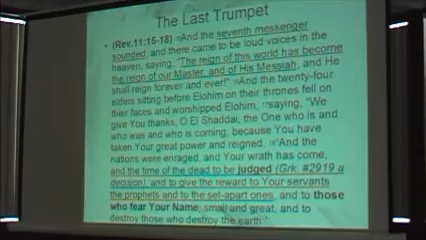 The Last Trumpet
• (Rev.11:15-18) 15And the seventh messenger
sounded, and there came to be loud voices in the
heaven, saying, "The reign of this world has become
the reign of our Master, and of His Messiah, and He
shall reign forever and ever!" 16And the twenty-four
elders sitting before Elohim on their thrones fell on
their faces and worshipped Elohim, 17saying, "We
give You thanks, O El Shaddai, the One who is and
who was and who is coming, because You have
taken Your great power and reigned. 18"And the
nations were enraged, and Your wrath has come,
and the time of the dead to be judged (Grk. #2919 a
decision), and to give the reward to Your servants
the prophets and to the set-apart ones, and to those
who fear Your Name, small and great, and to
destroy those who destroy the earth."